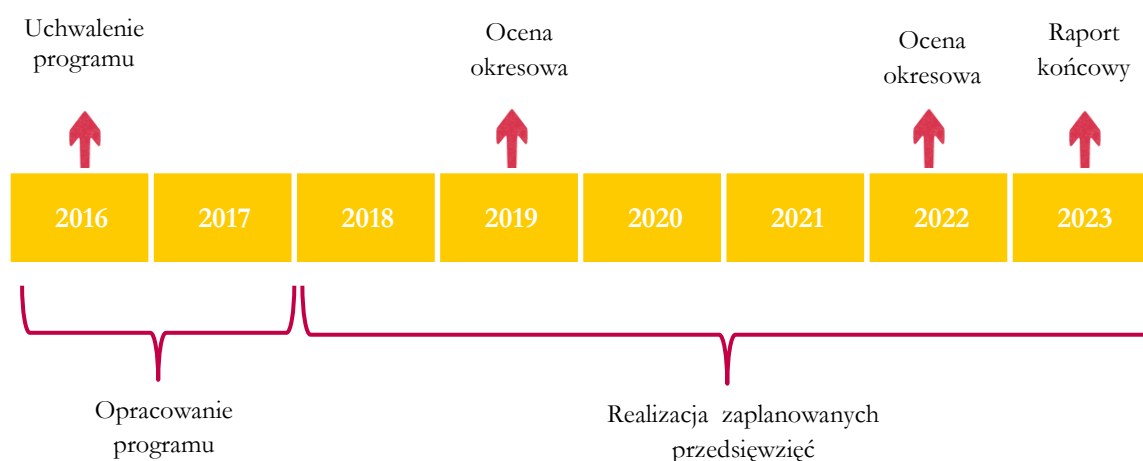 Uchwalenie
programu
Ocena
okresowa
Ocena
okresowa
Raport
końcowy
2016
2017
2018
2019
2020
2021
2022
2023
Opracowanie
programu
Realizacja zaplanowanych
przedsięwzięć